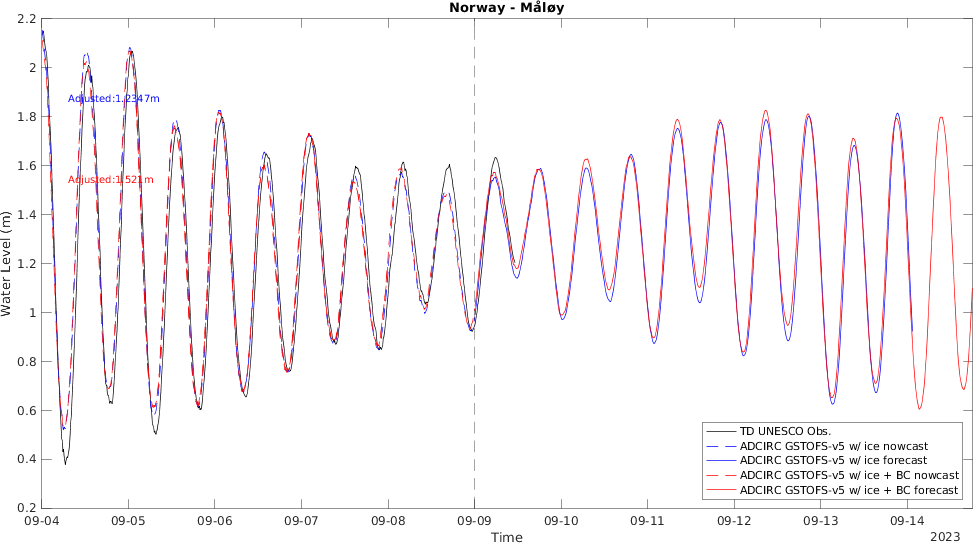 Norway - Måløy
2.2
2
1.8
1.6
1.4
1.2
1
0.8
0.6
0.4
0.2
Water Level (m)
Adjusted:1.2347m
Adjusted:1.521m
TD UNESCO Obs.
ADCIRC GSTOFS-v5 w/ ice nowcast
ADCIRC GSTOFS-v5 w/ ice forecast
ADCIRC GSTOFS-v5 w/ ice + BC nowcast
ADCIRC GSTOFS-v5 w/ ice + BC forecast
09-04 09-05 09-06 09-07 09-08 09-09 09-10 09-11 09-12 09-13 09-14
Time
2023